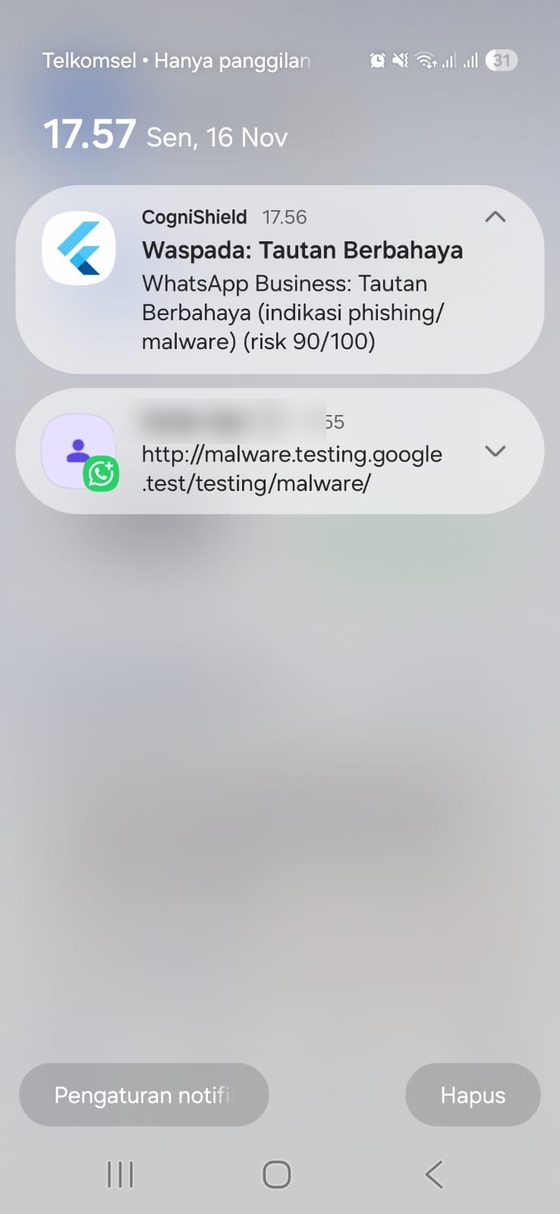 Telkomsel • Hanya panggilan
31
17.57 Sen, 16 Nov
CogniShield 17.56
Waspada: Tautan Berbahaya
WhatsApp Business: Tautan
Berbahaya (indikasi phishing/
malware) (risk 90/100)
55
http://malware.testing.google
.test/testing/malware/
Pengaturan notifi
Hapus